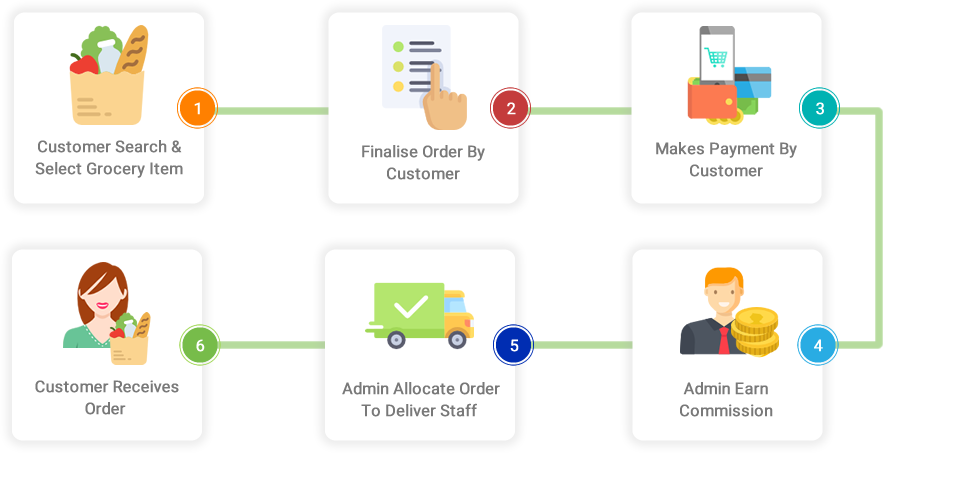 1
Customer Search &
Select Grocery Item
2
Finalise Order By
Customer
3
Makes Payment By
Customer
4
Admin Earn
Commission
5
Admin Allocate Order
To Deliver Staff
6
Customer Receives
Order